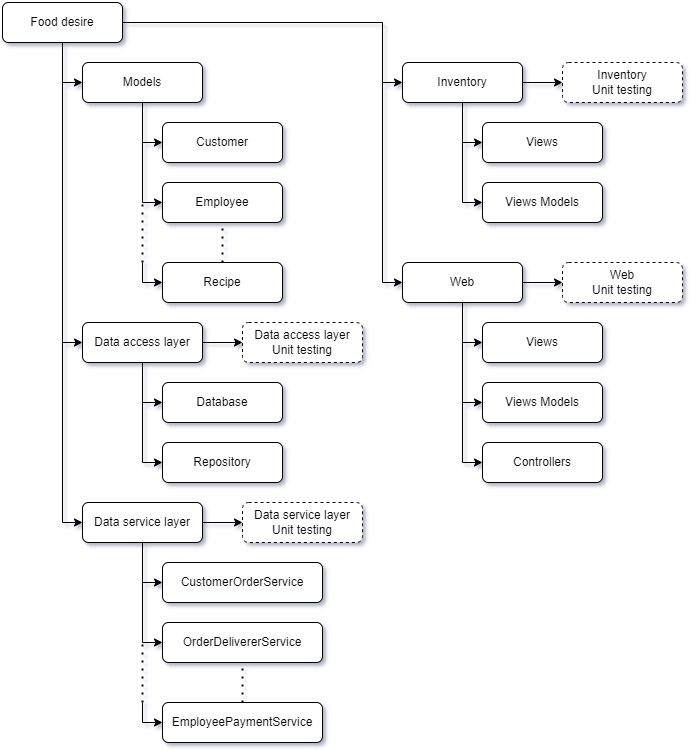 Food desire
Models
Customer
Employee
Recipe
Data access layer
Data access layer
Unit testing
Database
Repository
Data service layer
Data service layer
Unit testing
CustomerOrderService
OrderDelivererService
EmployeePaymentService
Inventory
Inventory
Unit testing
Views
Views Models
Web
Web
Unit testing
Views
Views Models
Controllers